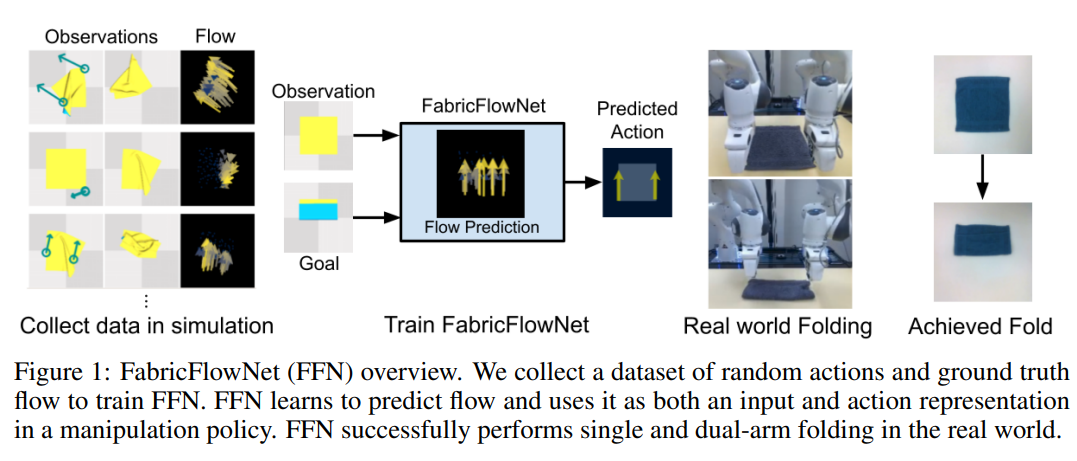 Observations Flow
Observation
Goal
FabricFlowNet
Flow Prediction
Predicted
Action
Collect data in simulation
Train FabricFlowNet
Real world Folding
Achieved Fold
Figure 1: FabricFlowNet (FFN) overview. We collect a dataset of random actions and ground truth
flow to train FFN. FFN learns to predict flow and uses it as both an input and action representation
in a manipulation policy. FFN successfully performs single and dual-arm folding in the real world.